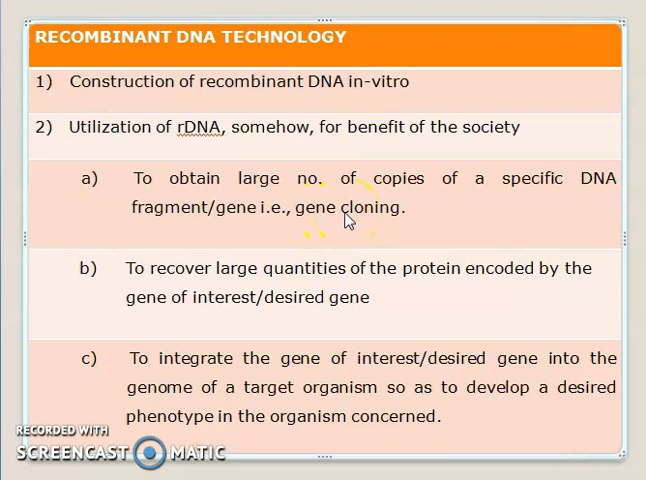 RECOMBINANT DNA TECHNOLOGY
1) Construction of recombinant DNA in-vitro
2) Utilization of rDNA, somehow, for benefit of the society
a) To obtain large no. of copies of a specific DNA
fragment/gene i.e., gene cloning.
b) To recover large quantities of the protein encoded by the
gene of interest/desired gene
c) To integrate the gene of interest/desired gene into the
genome of a target organism so as to develop a desired
phenotype in the organism concerned.
RECORDED WITH
SCREENCAST MATIC